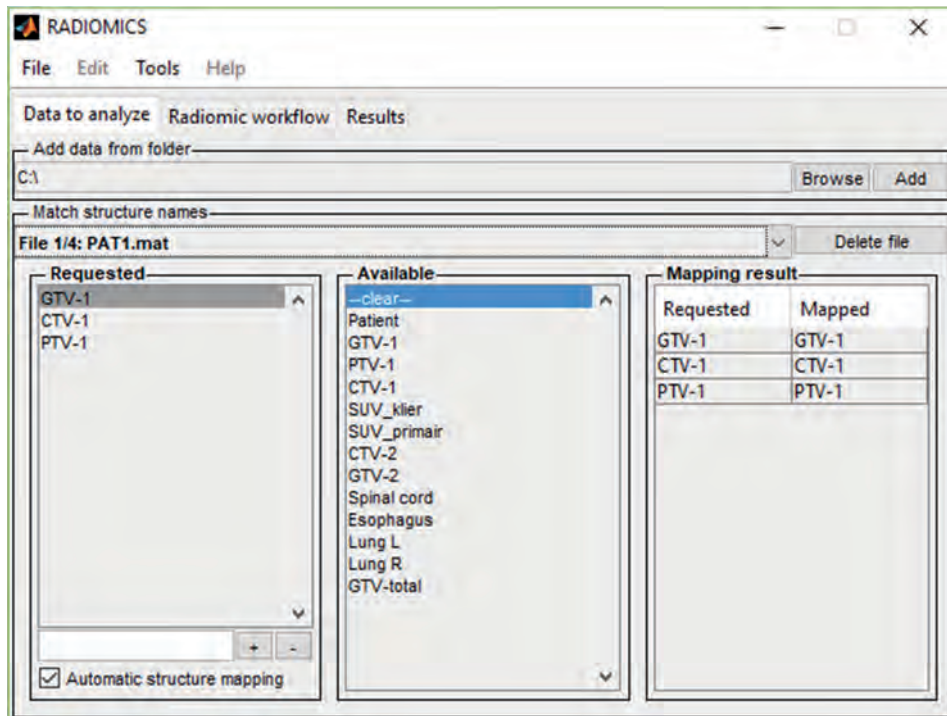 RADIOMICS
File Edit Tools Help
Data to analyze Radiomic workflow Results
Add data from folder
C:\ Browse Add
Match structure names
File 1/4: PAT1.mat Delete file
Requested
GTV-1
CTV-1
PTV-1
+ -
Automatic structure mapping
Available
--clear--
Patient
GTV-1
PTV-1
CTV-1
SUV_klier
SUV_primair
CTV-2
GTV-2
Spinal cord
Esophagus
Lung L
Lung R
GTV-total
Mapping result
Requested Mapped
GTV-1 GTV-1
CTV-1 CTV-1
PTV-1 PTV-1